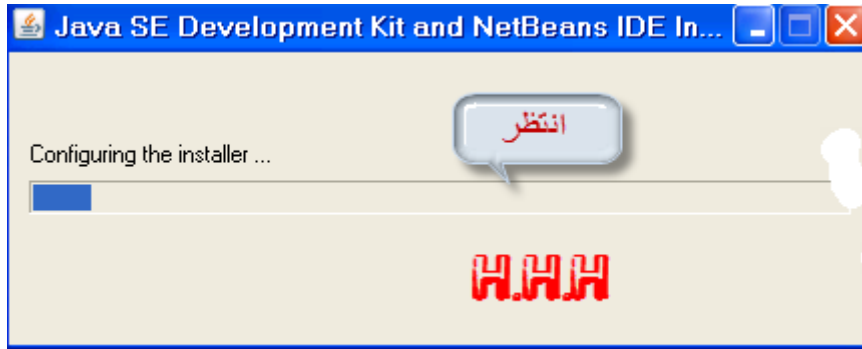 Java SE Development Kit and NetBeans IDE In...
انتظر
Configuring the installer ...
H.H.H